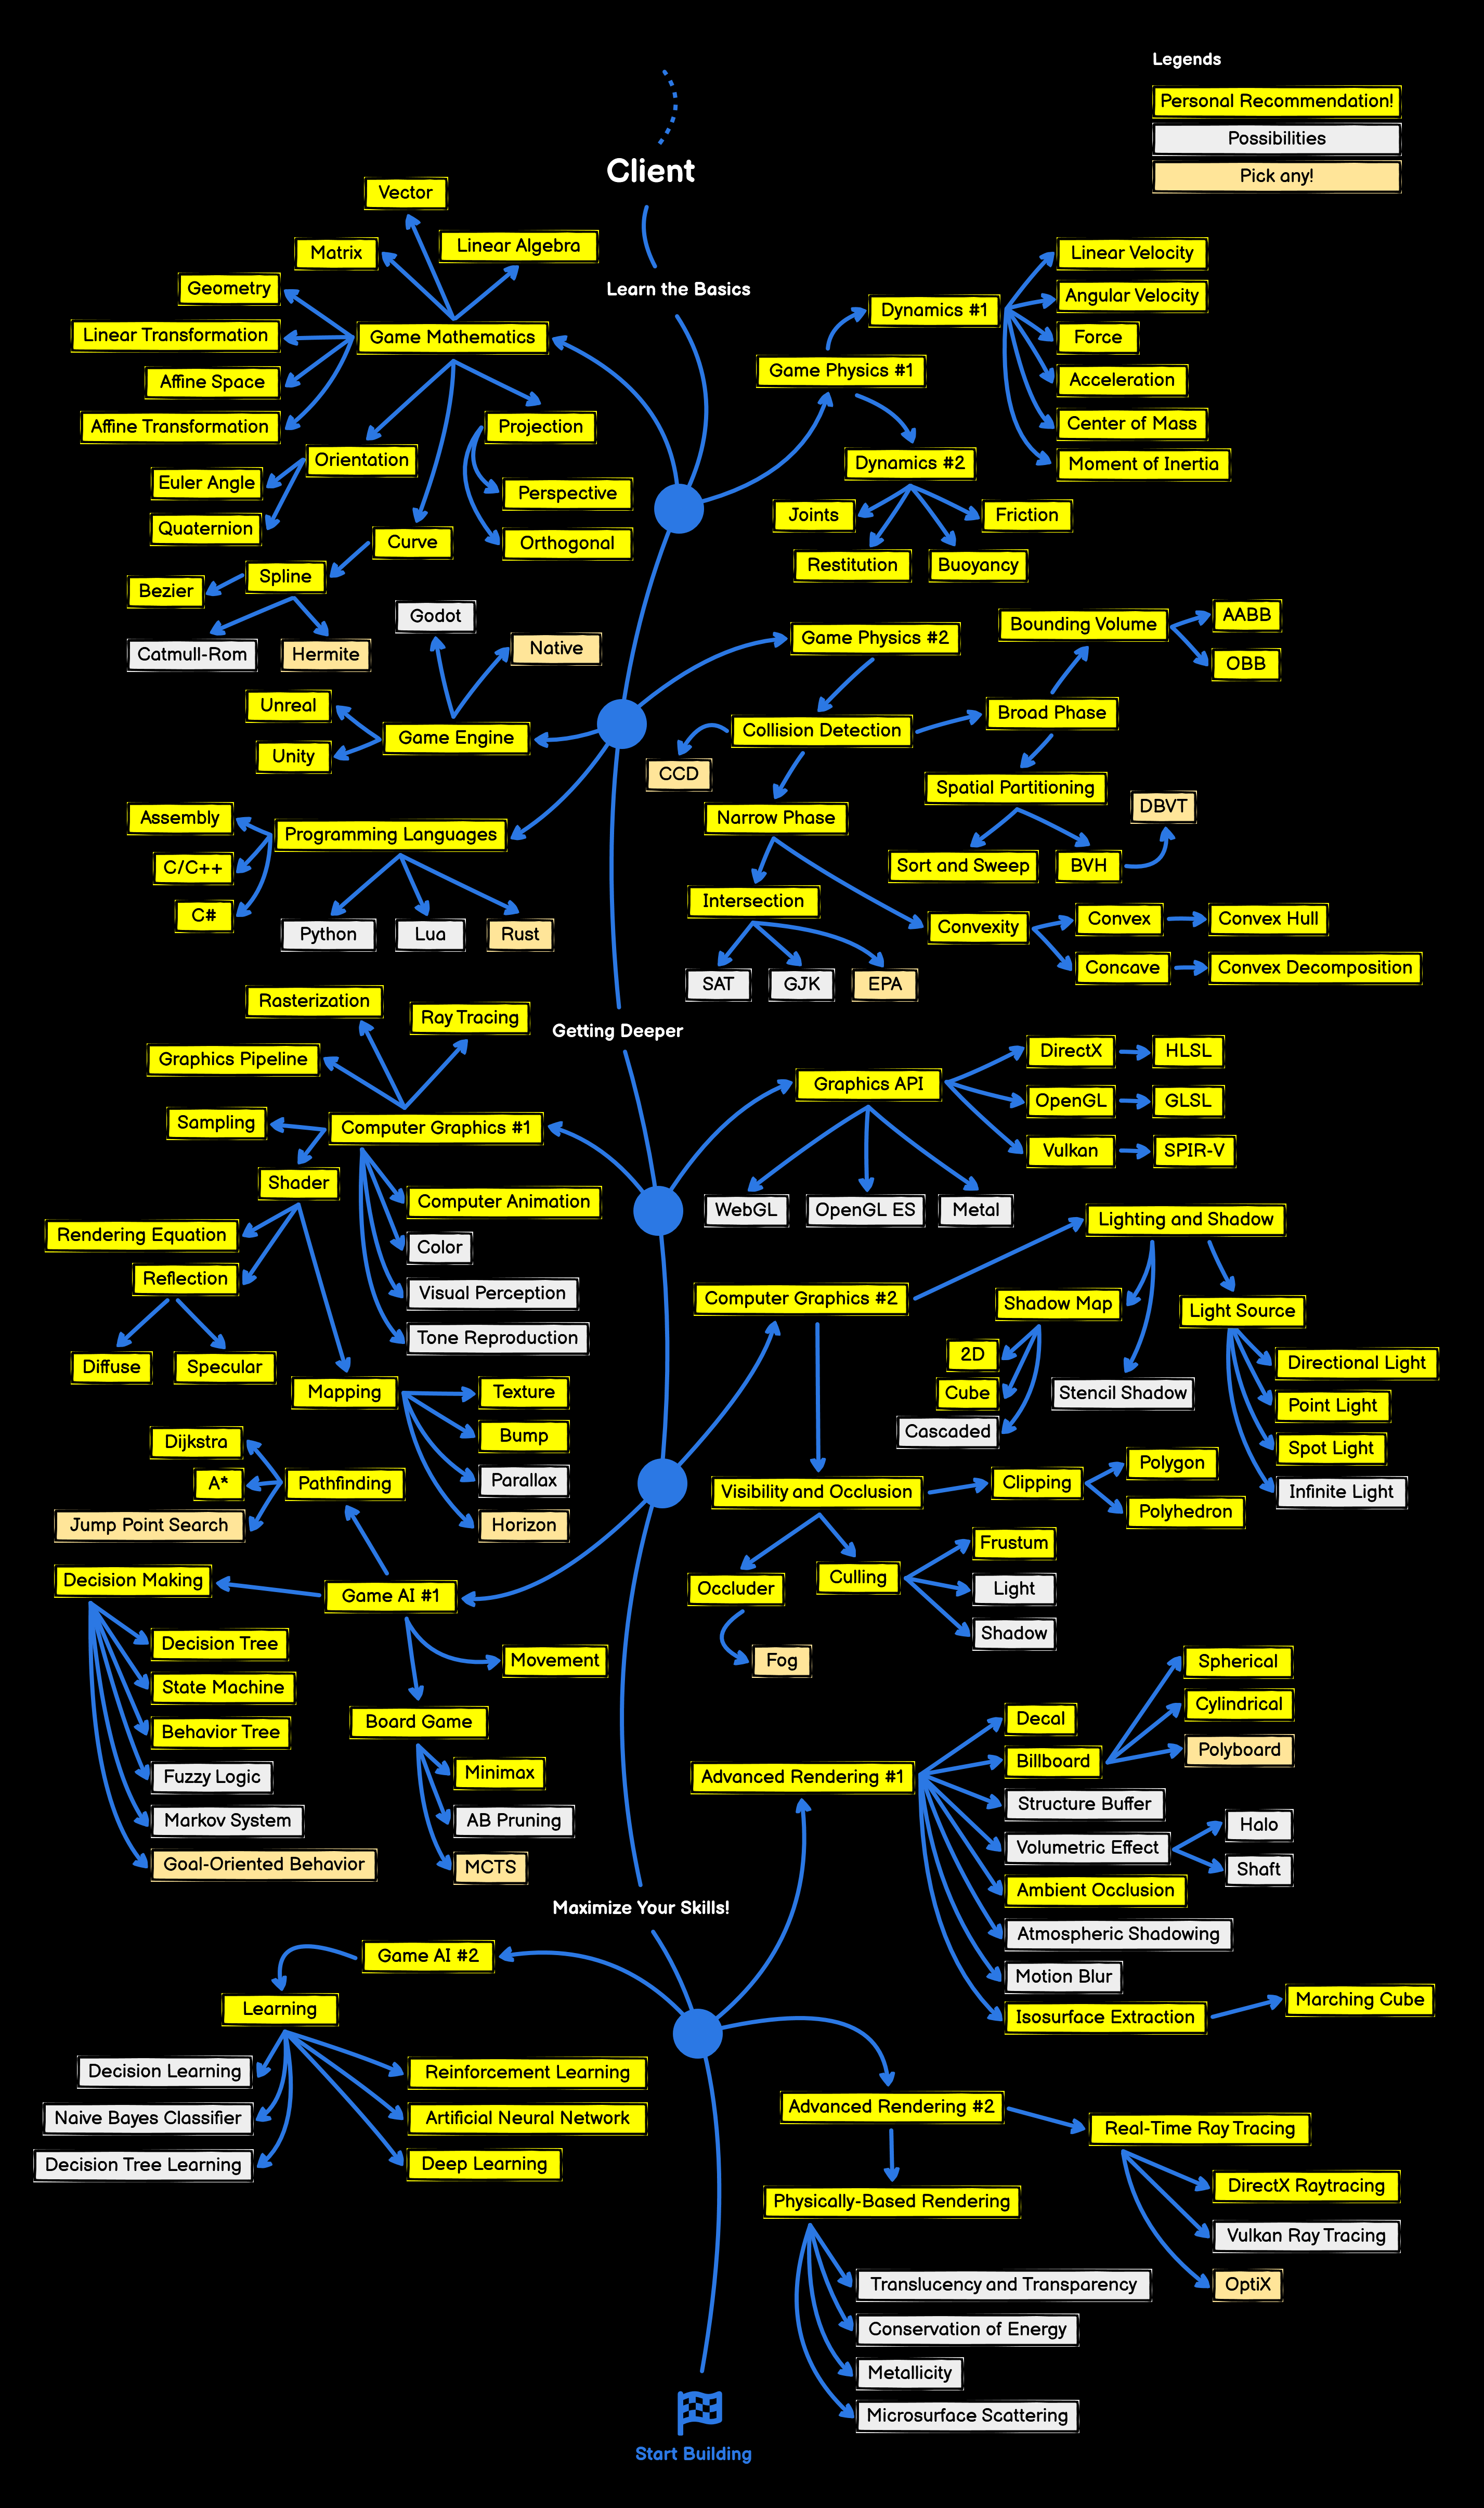 Legends
Personal Recommendation!
Possibilities
Pick any!
Client
Learn the Basics
Vector
Matrix
Linear Algebra
Geometry
Linear Transformation
Game Mathematics
Affine Space
Affine Transformation
Projection
Orientation
Euler Angle
Quaternion
Perspective
Orthogonal
Curve
Spline
Bezier
Catmull-Rom
Hermite
Linear Velocity
Dynamics #1
Angular Velocity
Force
Game Physics #1
Acceleration
Center of Mass
Dynamics #2
Moment of Inertia
Joints
Friction
Restitution
Buoyancy
Godot
Native
Unreal
Game Engine
Unity
Assembly
Programming Languages
C/C++
C#
Python
Lua
Rust
Game Physics #2
Bounding Volume
AABB
OBB
Collision Detection
Broad Phase
CCD
Spatial Partitioning
DBVT
Narrow Phase
Sort and Sweep
BVH
Intersection
Convexity
Convex
Convex Hull
Concave
Convex Decomposition
SAT
GJK
EPA
Getting Deeper
Rasterization
Ray Tracing
Graphics Pipeline
Sampling
Computer Graphics #1
Shader
Computer Animation
Rendering Equation
Color
Reflection
Visual Perception
Tone Reproduction
Diffuse
Specular
Mapping
Texture
Bump
Parallax
Horizon
Graphics API
DirectX
HLSL
OpenGL
GLSL
Vulkan
SPIR-V
WebGL
OpenGL ES
Metal
Lighting and Shadow
Computer Graphics #2
Shadow Map
Light Source
2D
Directional Light
Cube
Stencil Shadow
Point Light
Cascaded
Spot Light
Polygon
Infinite Light
Visibility and Occlusion
Clipping
Polyhedron
Frustum
Occluder
Culling
Light
Shadow
Fog
Dijkstra
A*
Pathfinding
Jump Point Search
Decision Making
Game AI #1
Decision Tree
Movement
State Machine
Board Game
Behavior Tree
Fuzzy Logic
Minimax
Markov System
AB Pruning
Goal-Oriented Behavior
MCTS
Spherical
Decal
Cylindrical
Advanced Rendering #1
Billboard
Polyboard
Structure Buffer
Halo
Volumetric Effect
Shaft
Ambient Occlusion
Atmospheric Shadowing
Motion Blur
Isosurface Extraction
Marching Cube
Maximize Your Skills!
Game AI #2
Learning
Decision Learning
Reinforcement Learning
Naive Bayes Classifier
Artificial Neural Network
Decision Tree Learning
Deep Learning
Advanced Rendering #2
Real-Time Ray Tracing
DirectX Raytracing
Physically-Based Rendering
Vulkan Ray Tracing
Translucency and Transparency
OptiX
Conservation of Energy
Metallicity
Microsurface Scattering
Start Building